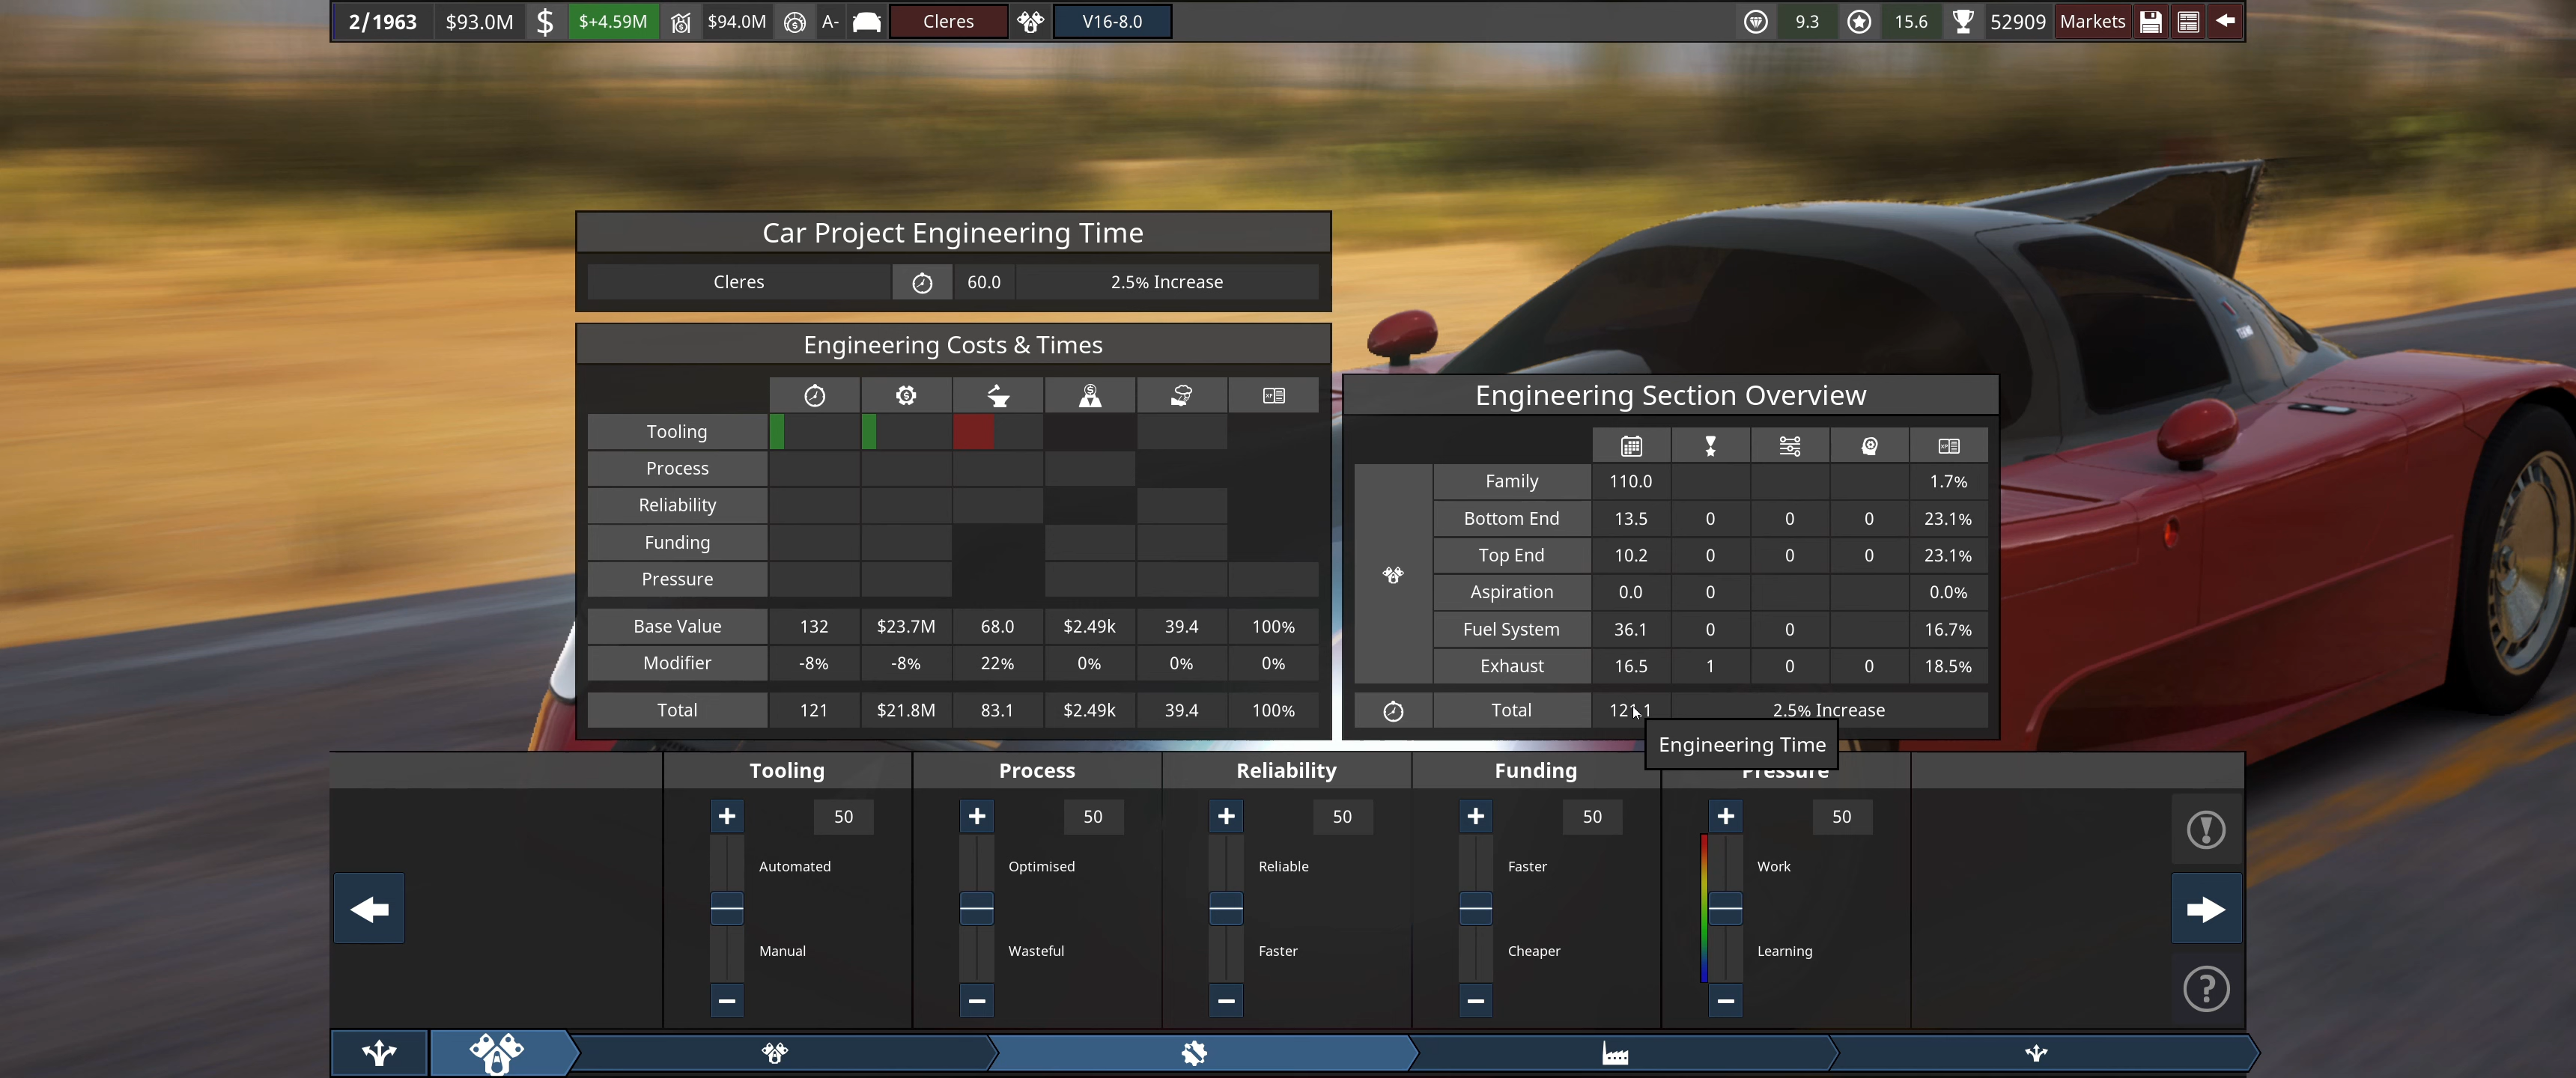 2/1963 $93.0M $+4.59M $94.0M A- Cleres V16-8.0 9.3 15.6 52909 Markets
Car Project Engineering Time
Cleres 60.0 2.5% Increase
Engineering Costs & Times
Tooling
Process
Reliability
Funding
Pressure
Base Value 132 $23.7M 68.0 $2.49k 39.4 100%
Modifier -8% -8% 22% 0% 0% 0%
Total 121 $21.8M 83.1 $2.49k 39.4 100%
Engineering Section Overview
Family 110.0 1.7%
Bottom End 13.5 0 0 0 23.1%
Top End 10.2 0 0 0 23.1%
Aspiration 0.0 0 0.0%
Fuel System 36.1 0 0 16.7%
Exhaust 16.5 1 0 0 18.5%
Total 121.1 2.5% Increase
Engineering Time
Tooling Process Reliability Funding Pressure
50 50 50 50 50
Automated Optimised Reliable Faster Work
Manual Wasteful Faster Cheaper Learning